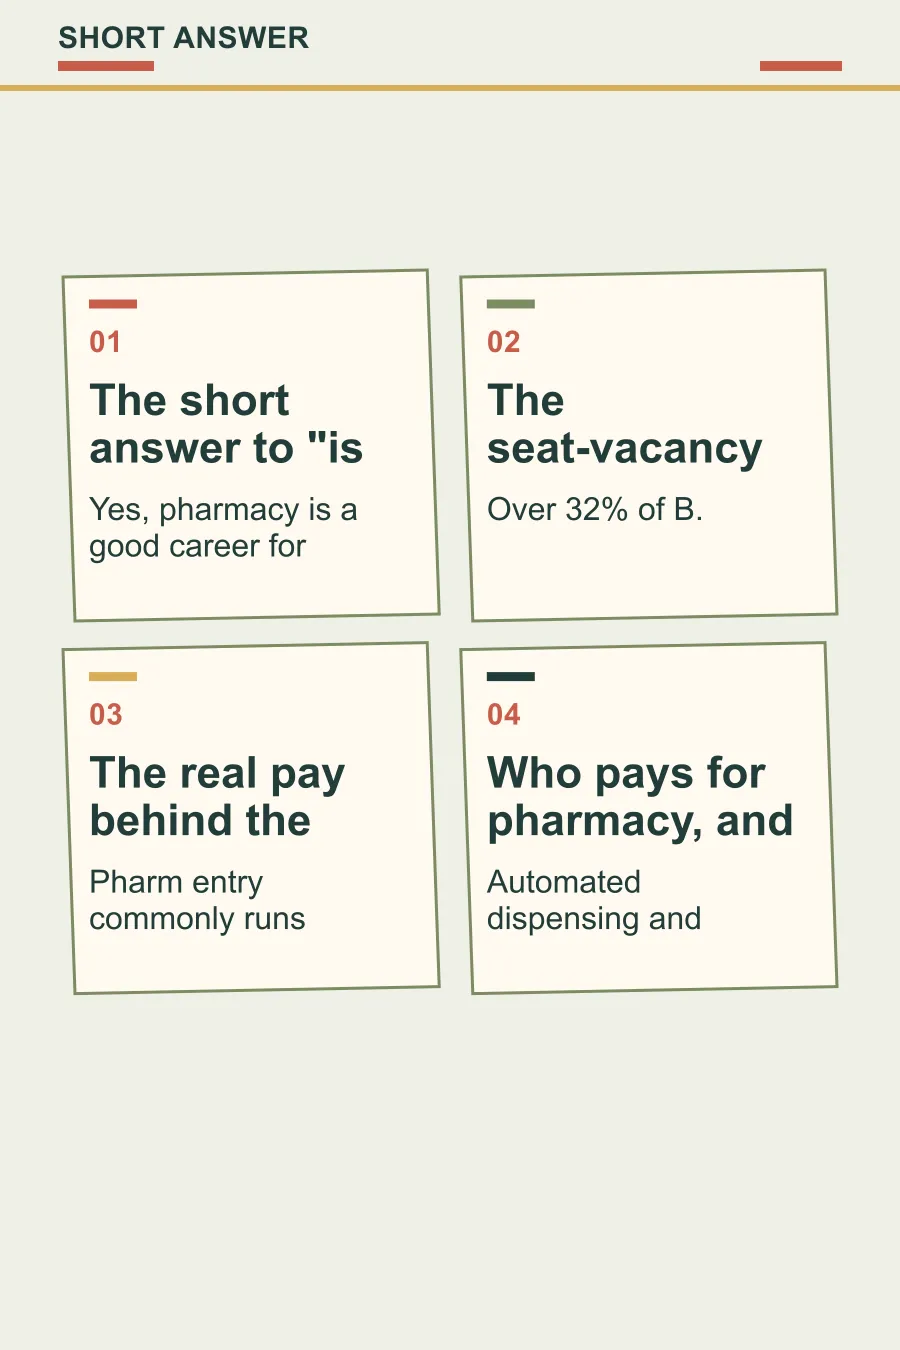 SHORT ANSWER
01
The short
answer to "is
Yes, pharmacy is a
good career for
02
The
seat-vacancy
Over 32% of B.
03
The real pay
behind the
Pharm entry
commonly runs
04
Who pays for
pharmacy, and
Automated
dispensing and